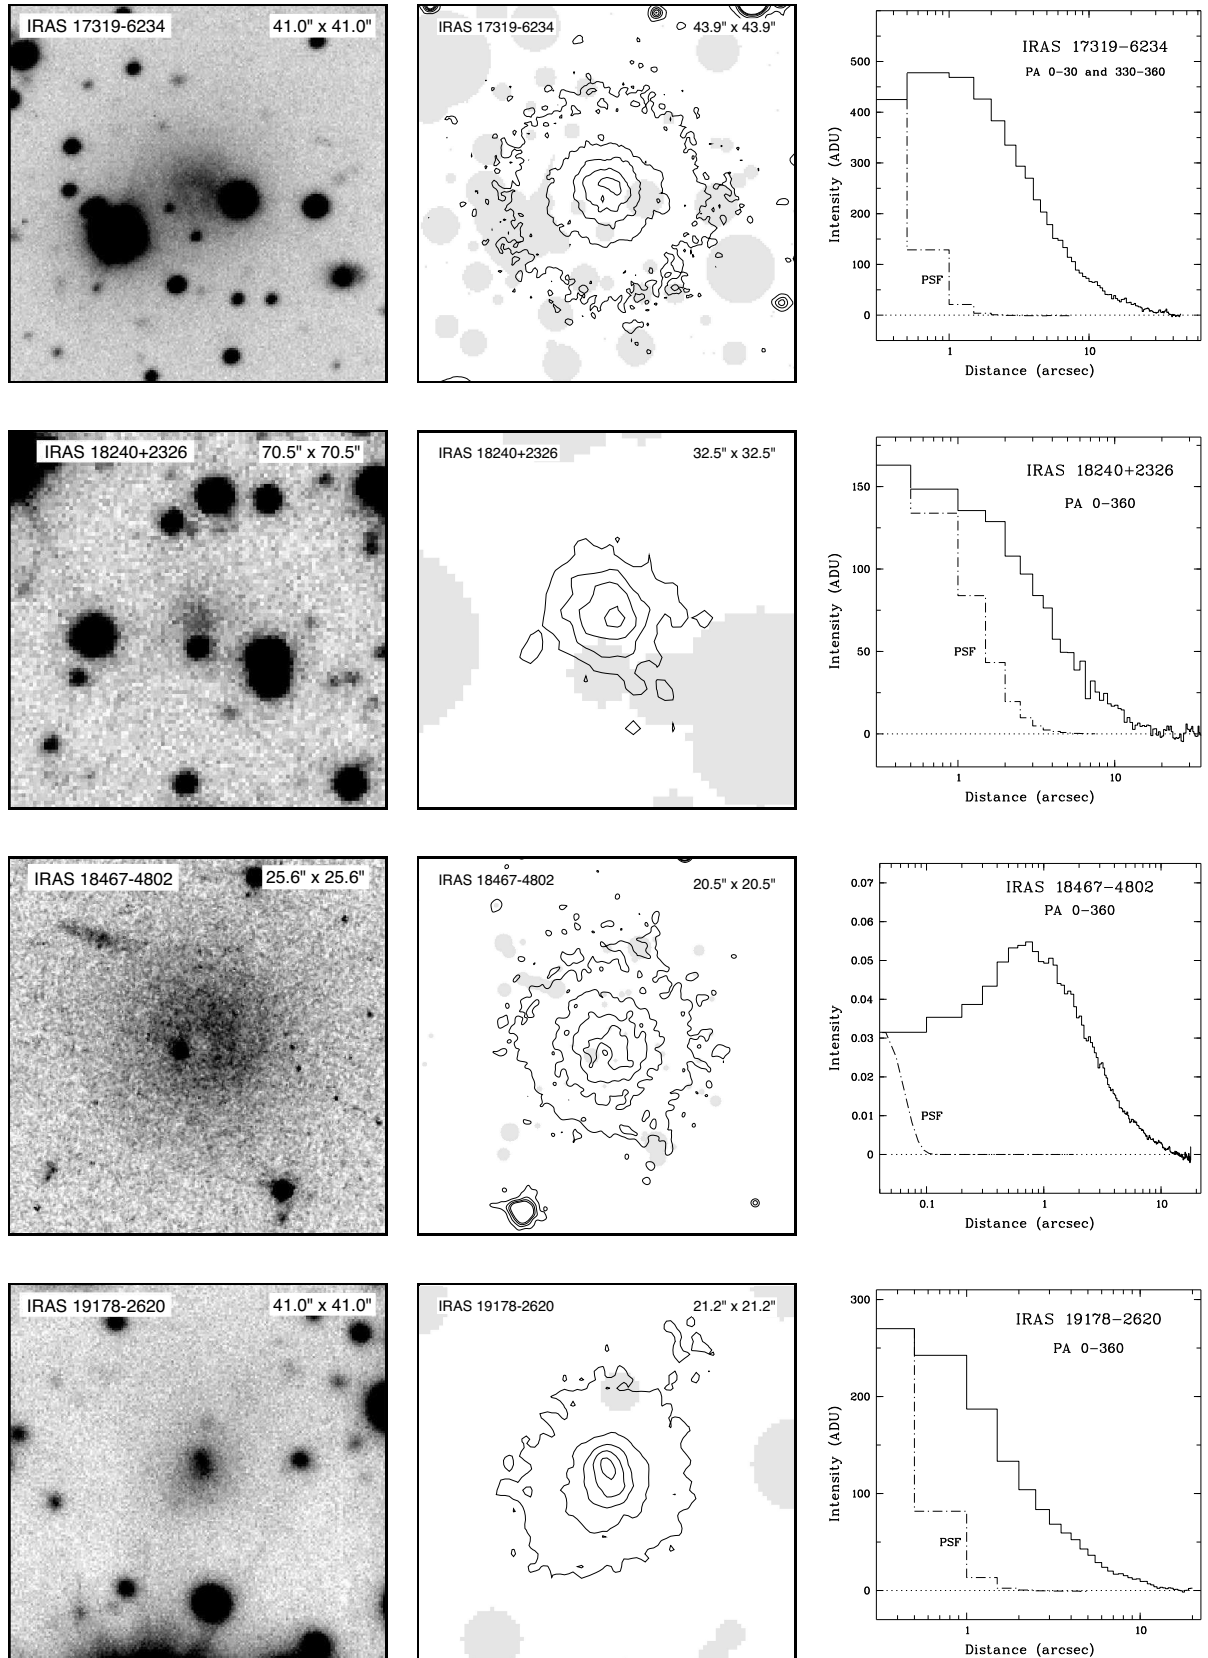 IRAS 17319-6234 41.0" x 41.0"
IRAS 17319-6234 43.9" x 43.9"
IRAS 17319−6234
PA 0−30 and 330−360
500
400
300
200
100
0
Intensity (ADU)
PSF
1 10
Distance (arcsec)
IRAS 18240+2326 70.5" x 70.5"
IRAS 18240+2326 32.5" x 32.5"
IRAS 18240+2326
PA 0−360
150
100
50
0
Intensity (ADU)
PSF
1 10
Distance (arcsec)
IRAS 18467-4802 25.6" x 25.6"
IRAS 18467-4802 20.5" x 20.5"
IRAS 18467−4802
PA 0−360
0.07
0.06
0.05
0.04
0.03
0.02
0.01
0
Intensity
PSF
0.1 1 10
Distance (arcsec)
IRAS 19178-2620 41.0" x 41.0"
IRAS 19178-2620 21.2" x 21.2"
IRAS 19178−2620
PA 0−360
300
200
100
0
Intensity (ADU)
PSF
1 10
Distance (arcsec)